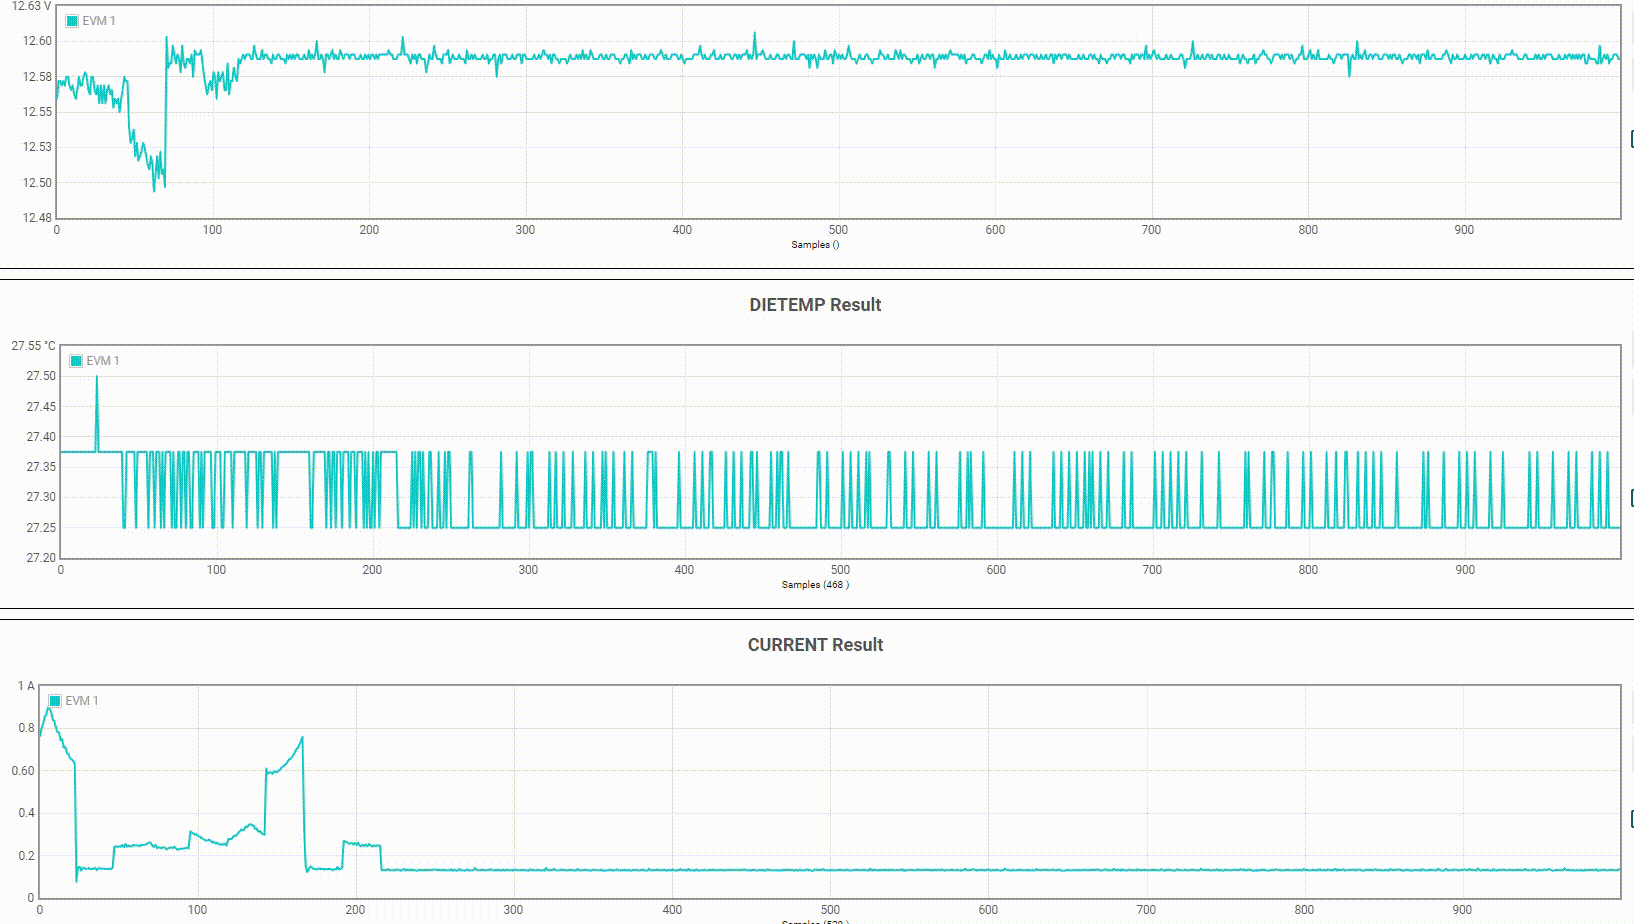 12.63 V
EVM 1
12.60
12.58
12.55
12.53
12.50
12.48
0 100 200 300 400 500 600 700 800 900
Samples ()
DIETEMP Result
27.55 °C
EVM 1
27.50
27.45
27.40
27.35
27.30
27.25
27.20
0 100 200 300 400 500 600 700 800 900
Samples (468 )
CURRENT Result
1 A
EVM 1
0.8
0.60
0.4
0.2
0
0 100 200 300 400 500 600 700 800 900